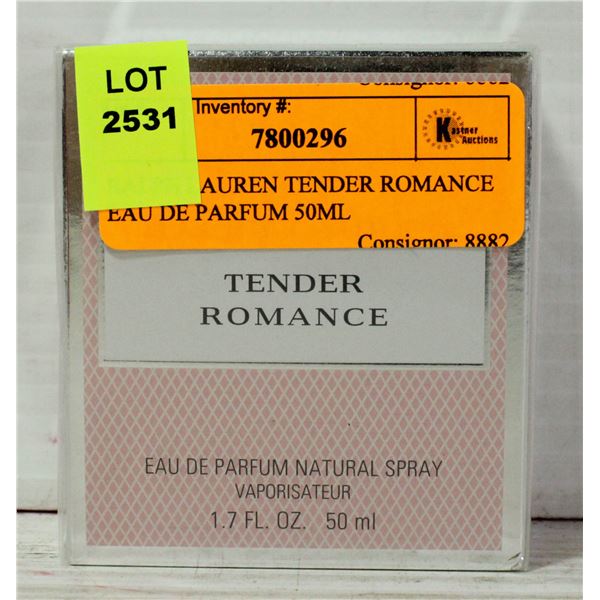 LOT
2531
Inventory #:
7800296
Kastner
Auctions
LAUREN TENDER ROMANCE
EAU DE PARFUM 50ML
Consignor: 8882
TENDER
ROMANCE
EAU DE PARFUM NATURAL SPRAY
VAPORISATEUR
1.7 FL. OZ. 50 ml